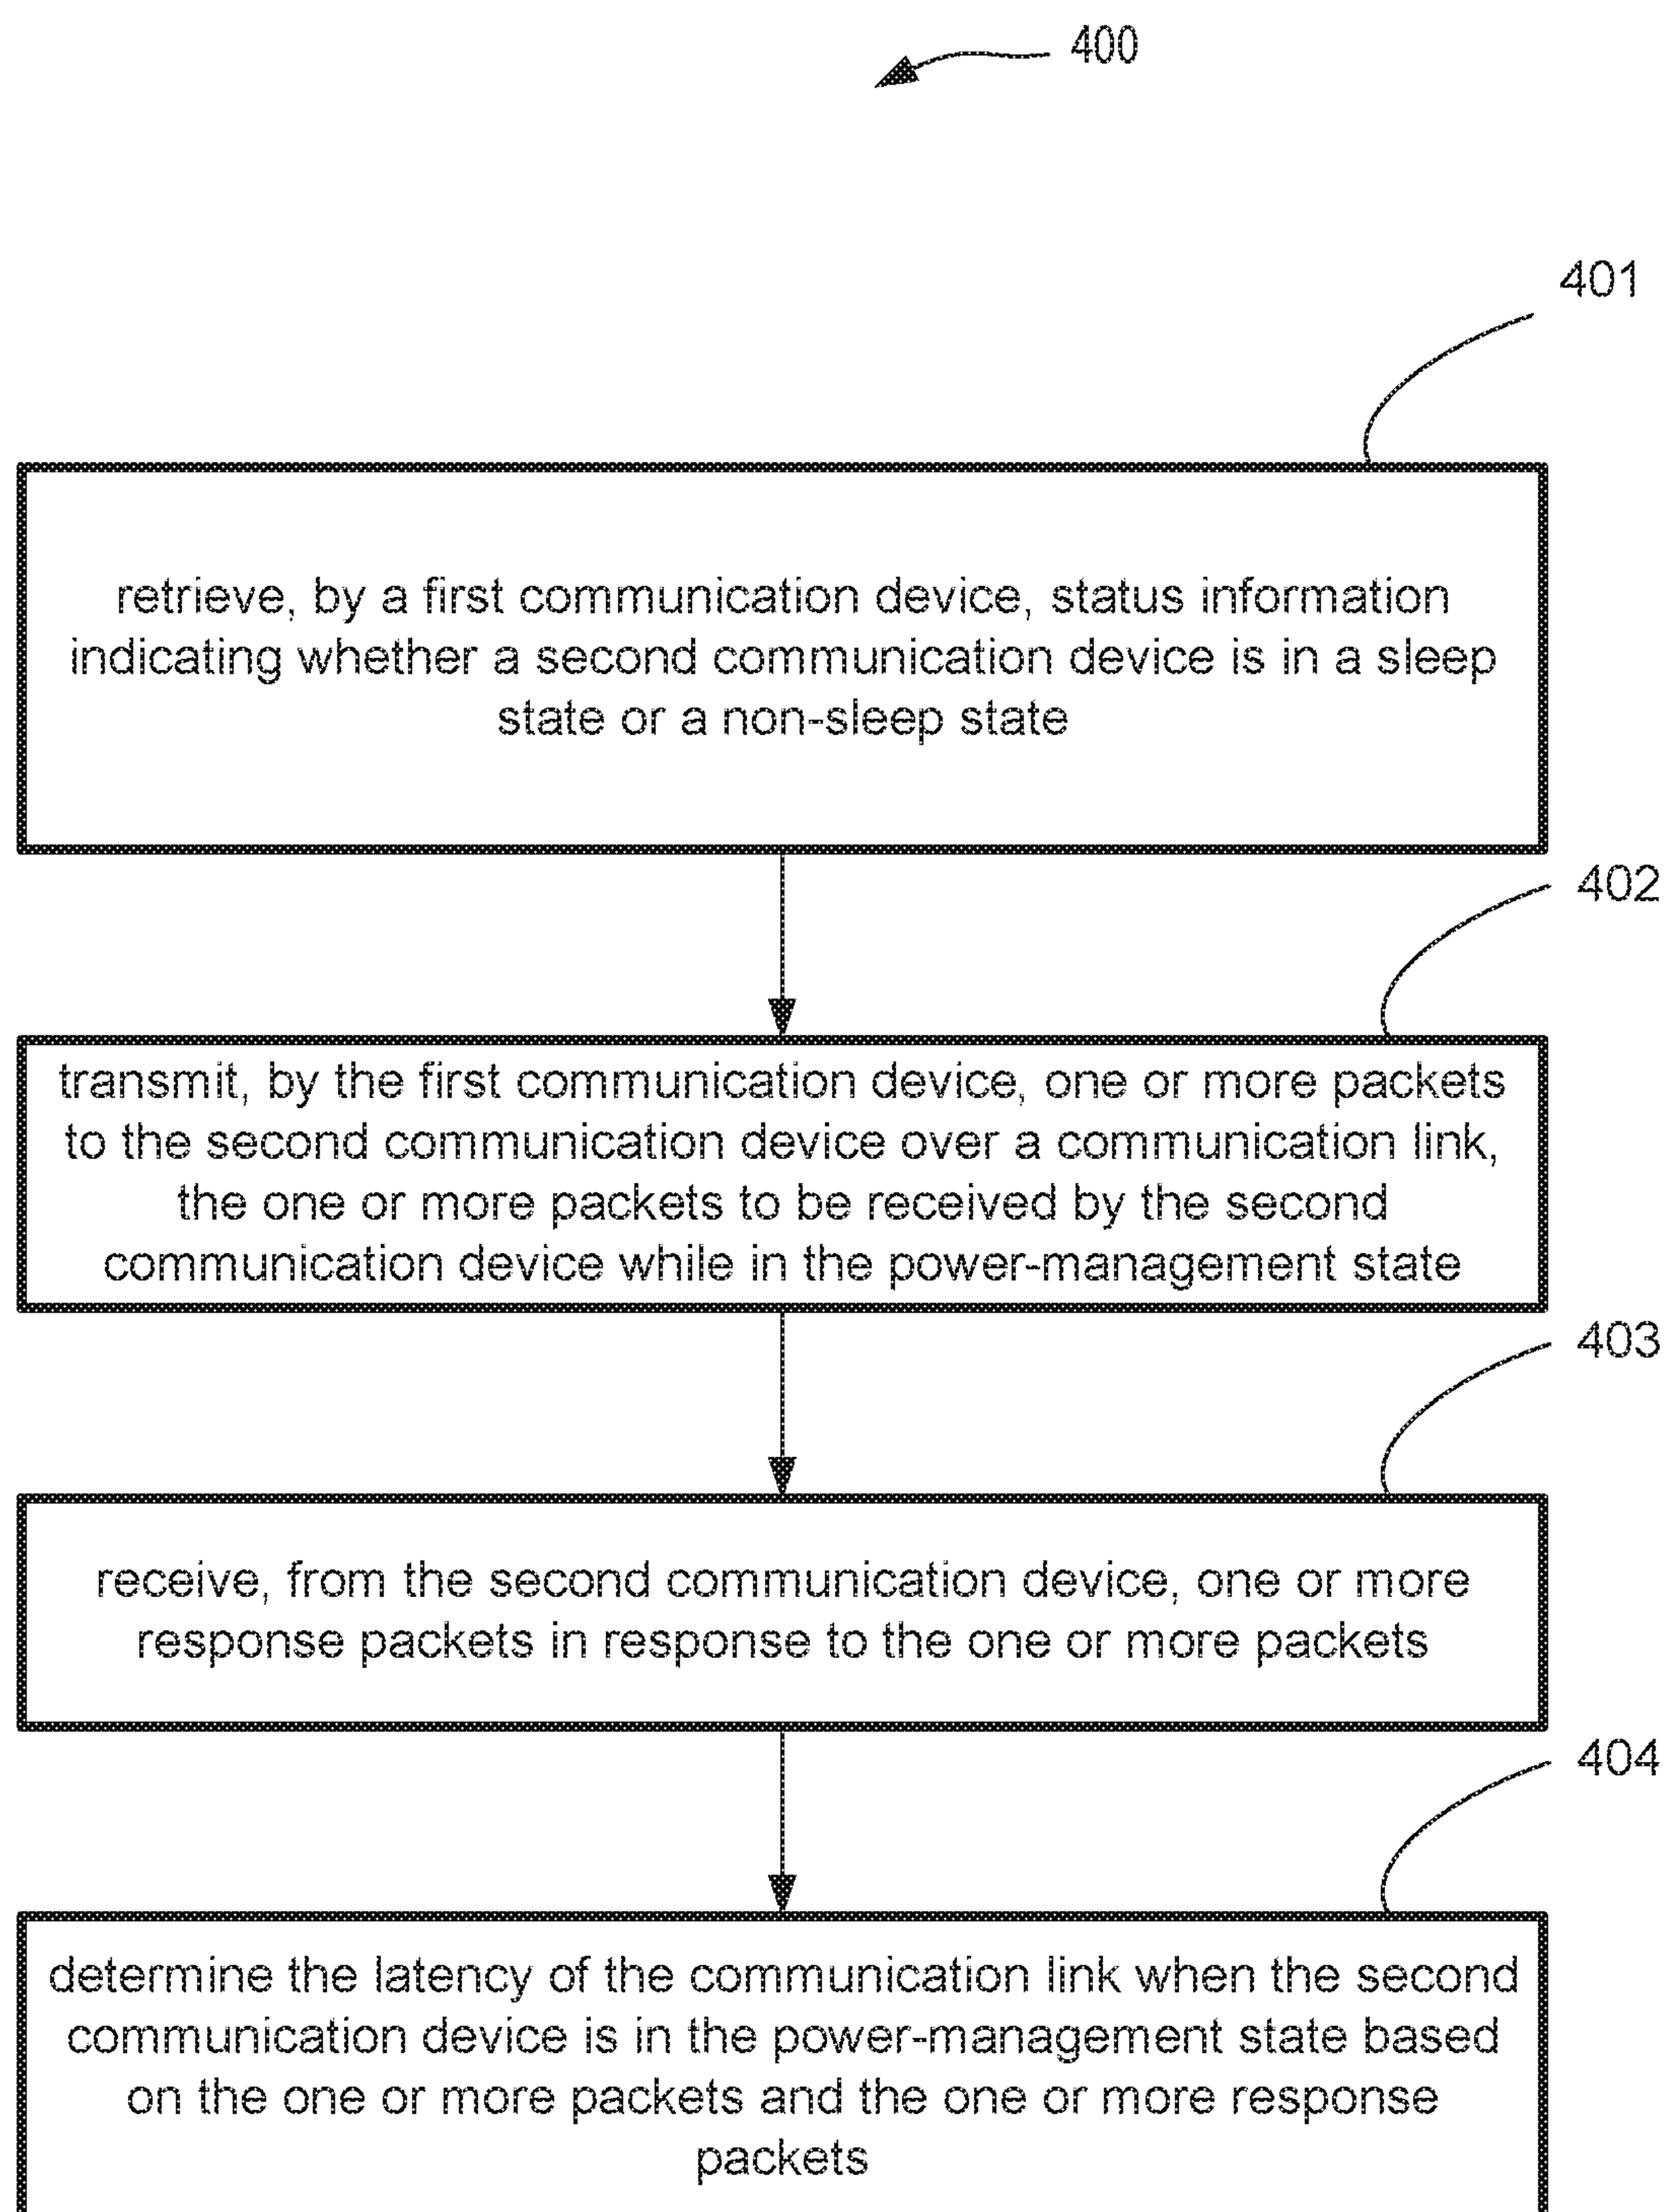 400
401
retrieve, by a first communication device, status information
indicating whether a second communication device is in a sleep
state or a non-sleep state
402
transmit, by the first communication device, one or more packets
to the second communication device over a communication link,
the one or more packets to be received by the second
communication device while in the power-management state
403
receive, from the second communication device, one or more
response packets in response to the one or more packets
404
determine the latency of the communication link when the second
communication device is in the power-management state based
on the one or more packets and the one or more response
packets